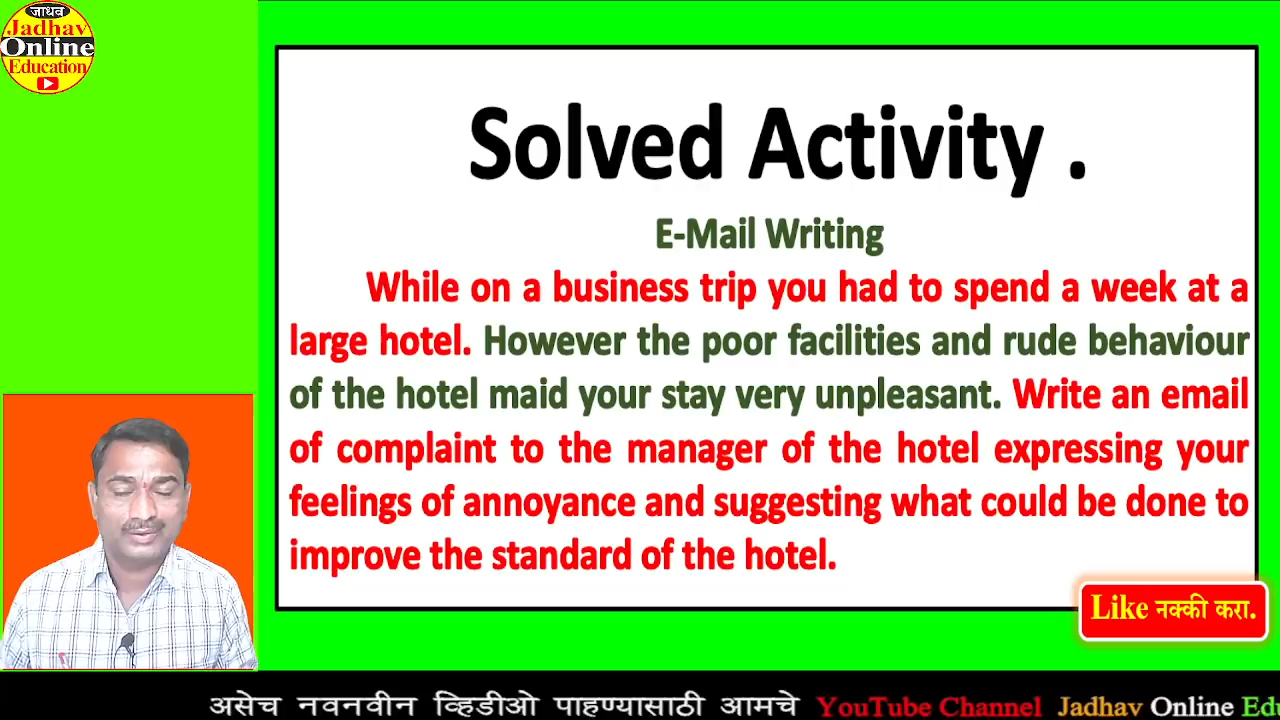 जाधव
Jadhav
Online
Education
Solved Activity .
E-Mail Writing
While on a business trip you had to spend a week at a
large hotel. However the poor facilities and rude behaviour
of the hotel maid your stay very unpleasant. Write an email
of complaint to the manager of the hotel expressing your
feelings of annoyance and suggesting what could be done to
improve the standard of the hotel.
Like नक्की करा.
असेच नवनवीन व्हिडीओ पाहण्यासाठी आमचे YouTube Channel Jadhav Online Edu